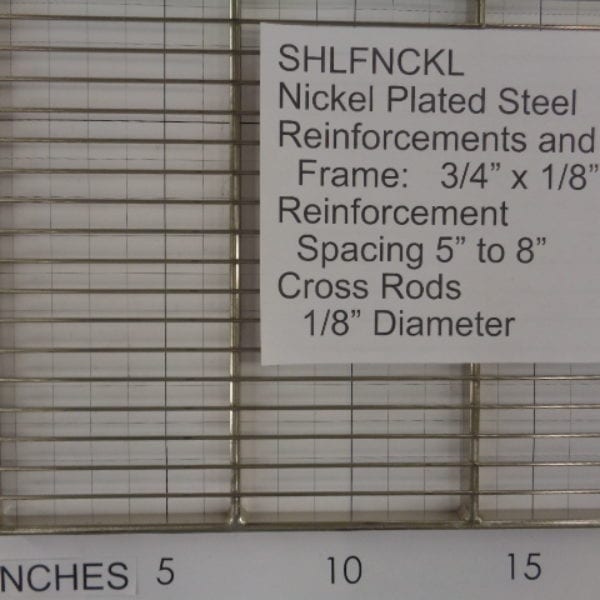 SHLFNCKL
Nickel Plated Steel
Reinforcements and
Frame: 3/4” x 1/8”
Reinforcement
Spacing 5” to 8”
Cross Rods
1/8” Diameter
NCHES 5 10 15